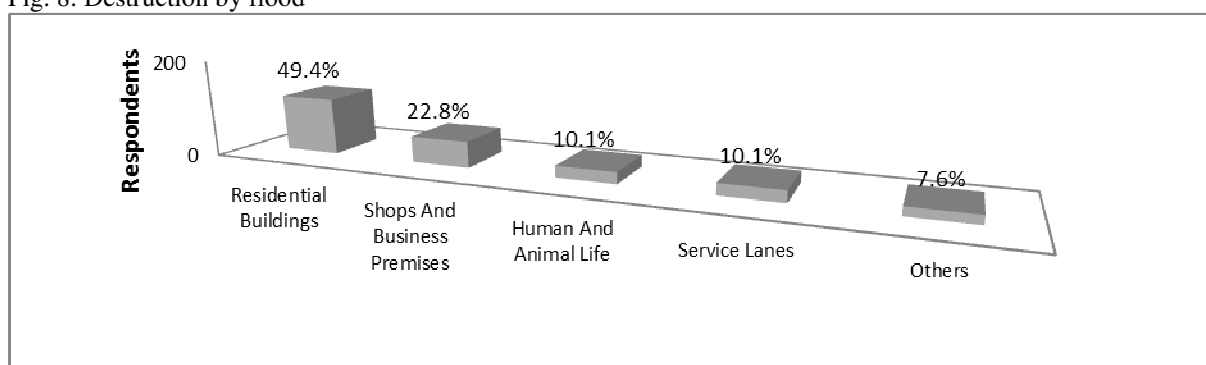 Fig. 8: Destruction by flood
Respondents
200
0
49.4%
22.8%
10.1%
10.1%
7.6%
Residential
Buildings
Shops And
Business
Premises
Human And
Animal Life
Service Lanes
Others